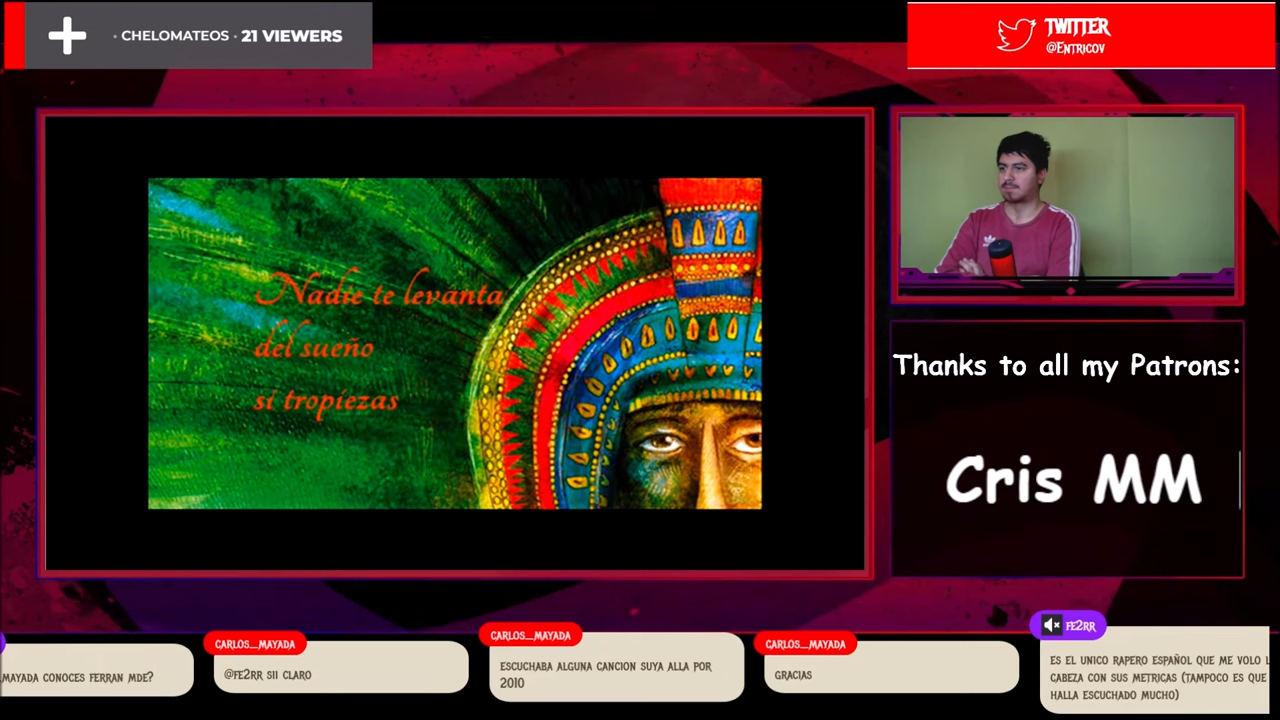 · CHELOMATEOS · 21 VIEWERS
TWITTER
@ENTRICOV
Nadie te levanta
del sueño
si tropiezas
Thanks to all my Patrons:
Cris MM
MAYADA CONOCES FERRAN MDE?
CARLOS__MAYADA
@FE2RR SII CLARO
CARLOS__MAYADA
ESCUCHABA ALGUNA CANCION SUYA ALLA POR
2010
CARLOS__MAYADA
GRACIAS
FE2RR
ES EL UNICO RAPERO ESPAÑOL QUE ME VOLO L
CABEZA CON SUS METRICAS (TAMPOCO ES QUE
HALLA ESCUCHADO MUCHO)